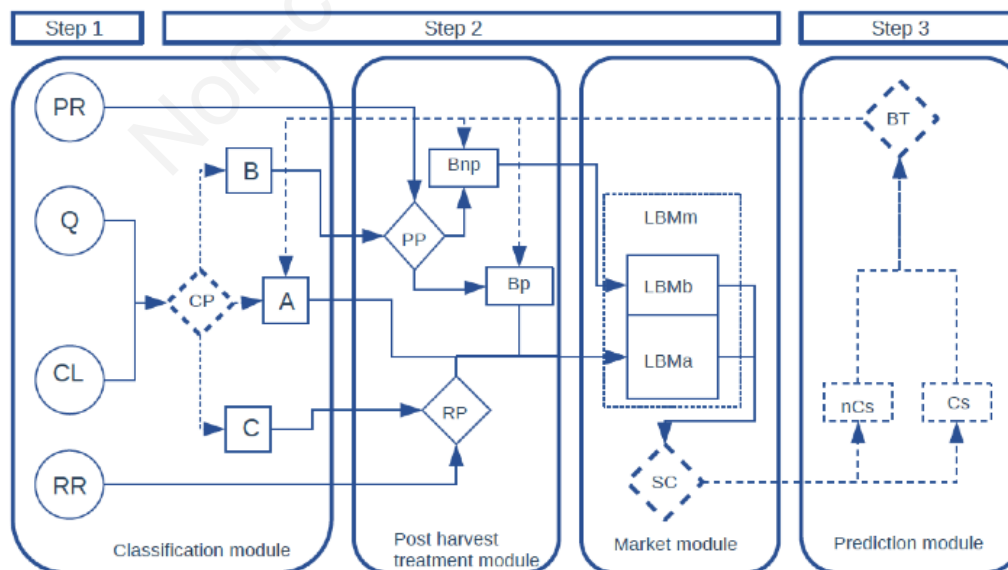 Step 1
Step 2
Step 3
PR
BT
B
Bnp
Q
PP
LBMm
CP
A
Bp
LBMb
LBMa
CL
nCs
Cs
C
RP
RR
SC
Classification module
Post harvest
treatment module
Market module
Prediction module